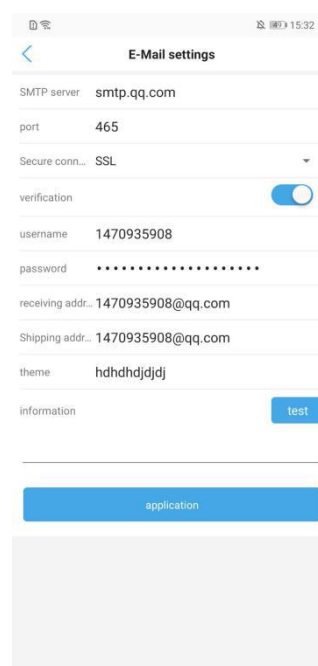 15:32
E-Mail settings
SMTP server smtp.qq.com
port 465
Secure conn... SSL
verification
username 1470935908
password ••••••••••••••••••••
receiving addr... 1470935908@qq.com
Shipping addr... 1470935908@qq.com
theme hdhdhdjdjdj
information test
application